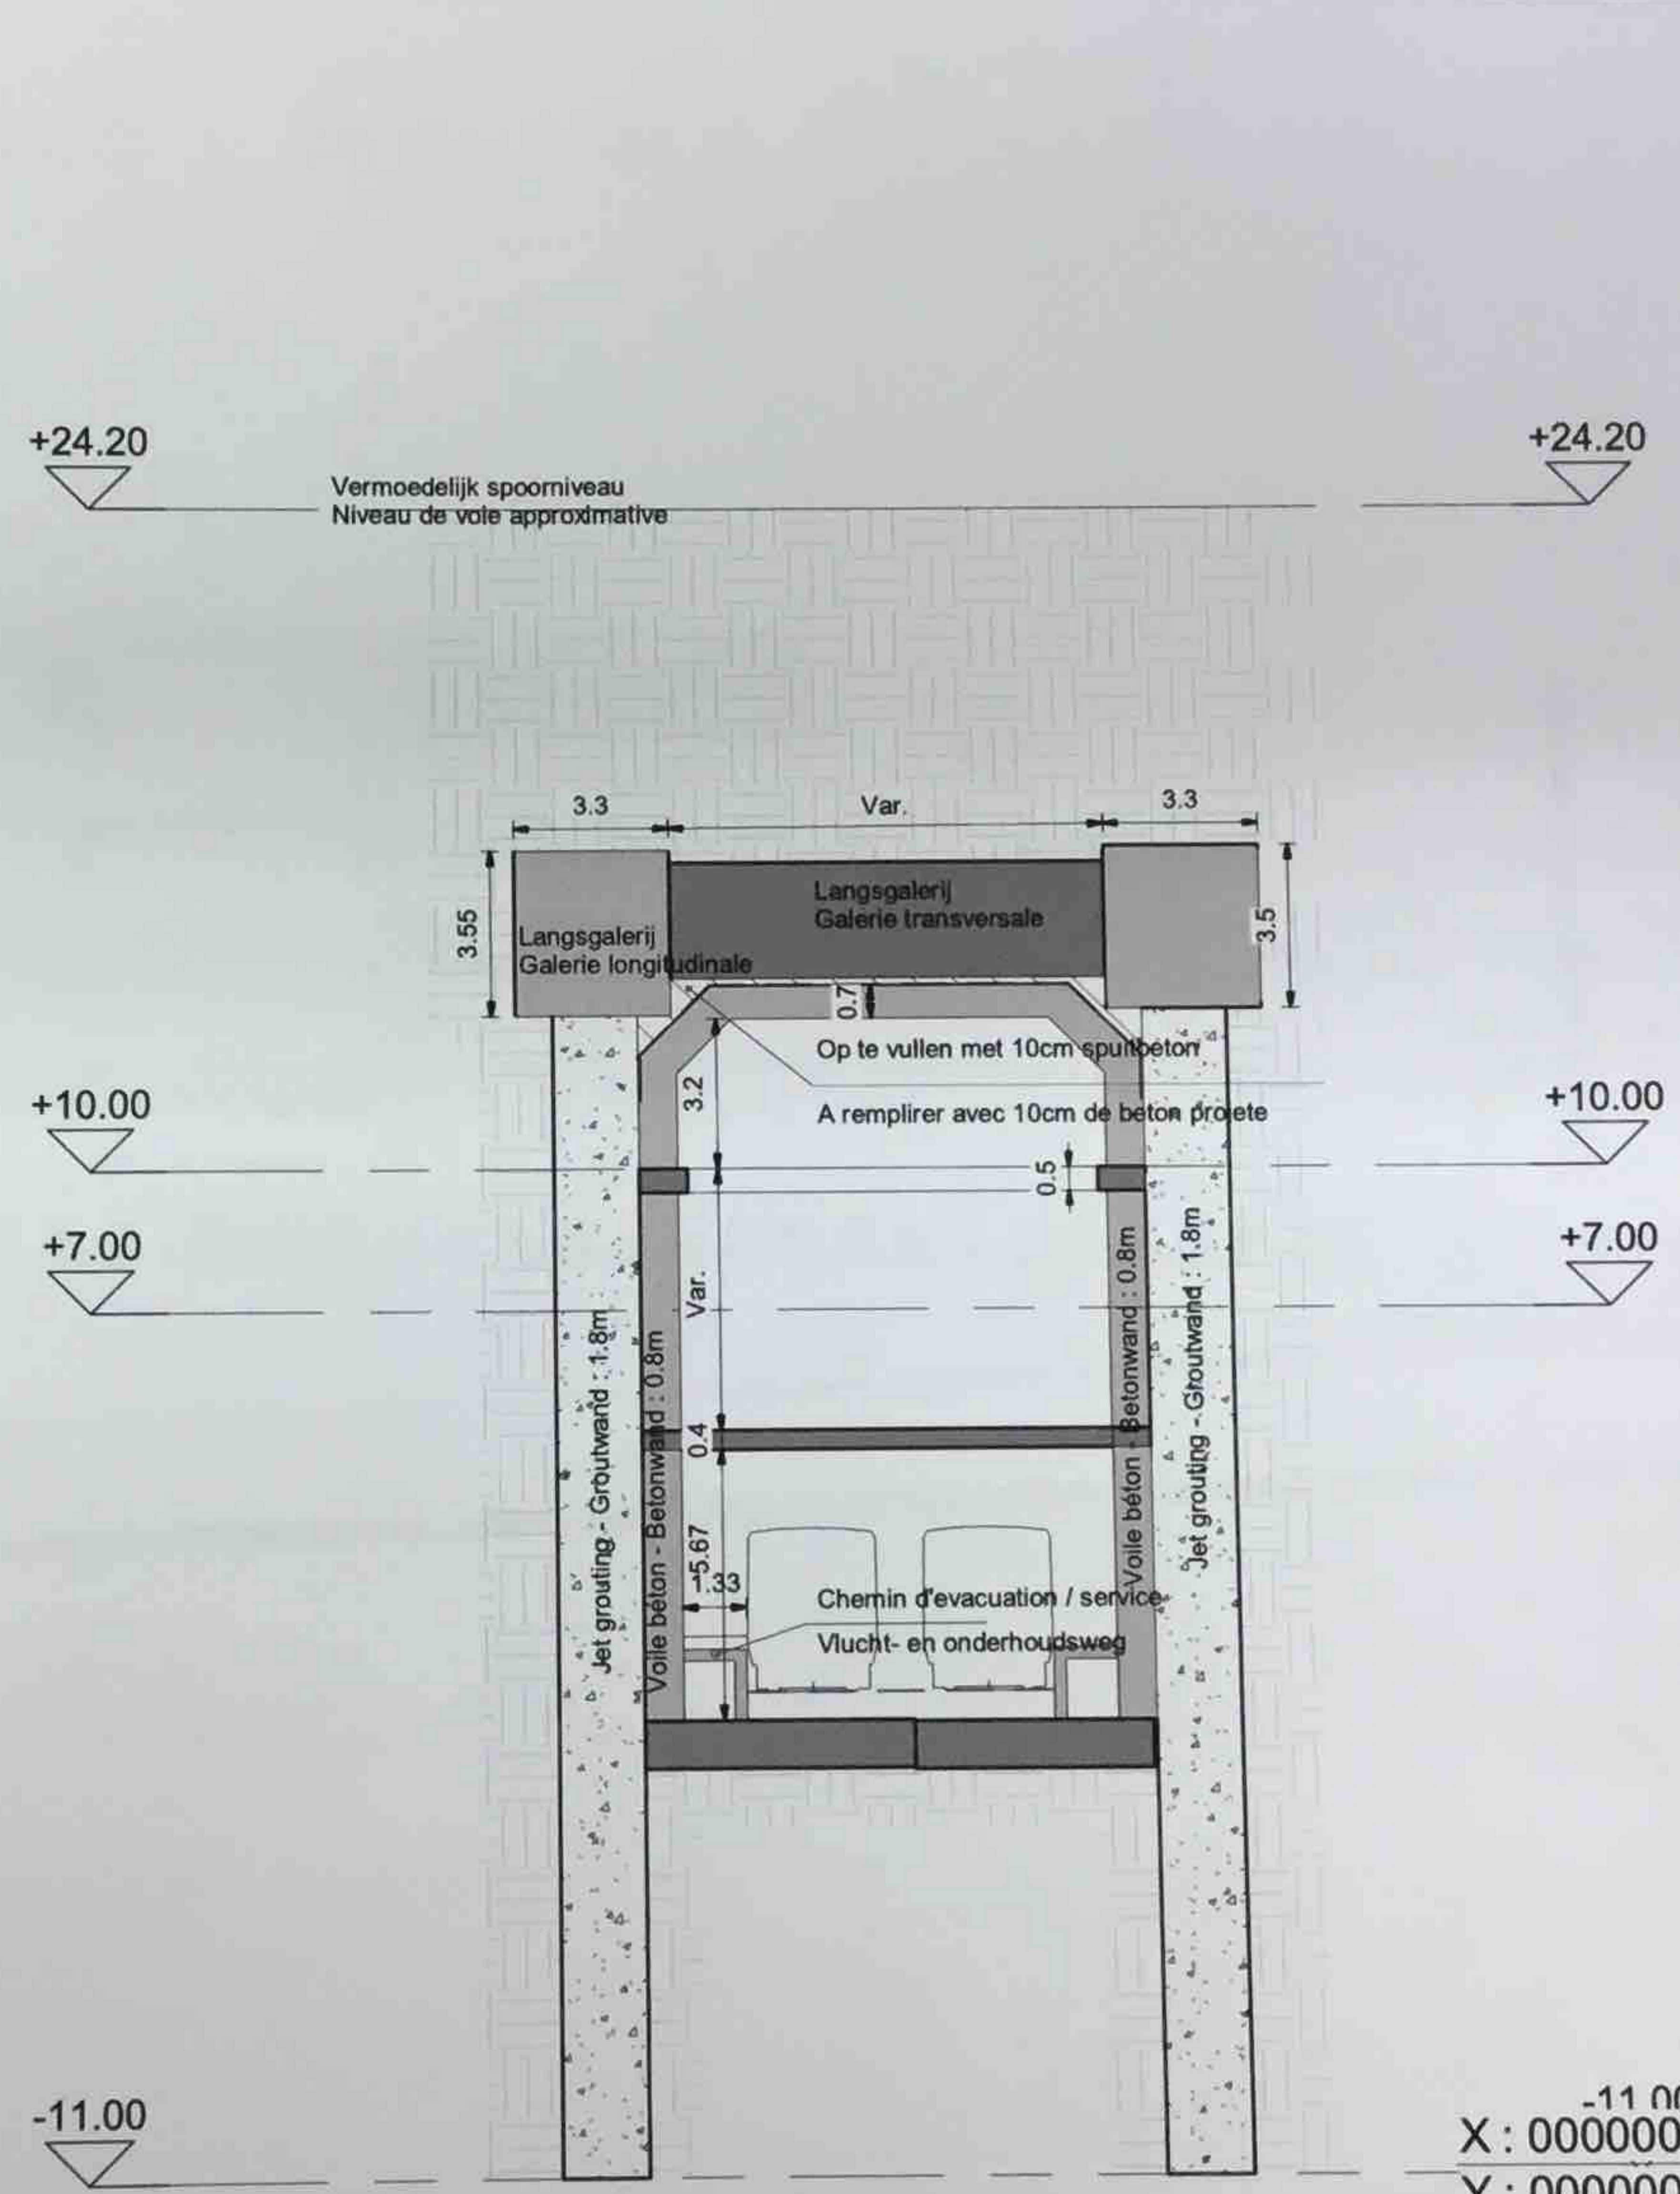 +24.20
+24.20
Vermoedelijk spoorniveau
Niveau de voie approximative
3.3
Var.
3.3
3.55
Langsgalerij
Galerie longitudinale
Langsgalerij
Galerie transversale
3.5
0.7
Op te vullen met 10cm spuitbeton
A remplirer avec 10cm de beton projete
3.2
+10.00
+10.00
0.5
+7.00
+7.00
Var.
Jet grouting - Groutwand : 1.8m
Voile béton - Betonwand : 0.8m
Voile béton - Betonwand : 0.8m
Jet grouting - Groutwand : 1.8m
0.4
5.67
.33
Chemin d'evacuation / service
Vlucht- en onderhoudsweg
-11.00
-11.00
X : 000000
Y : 000000